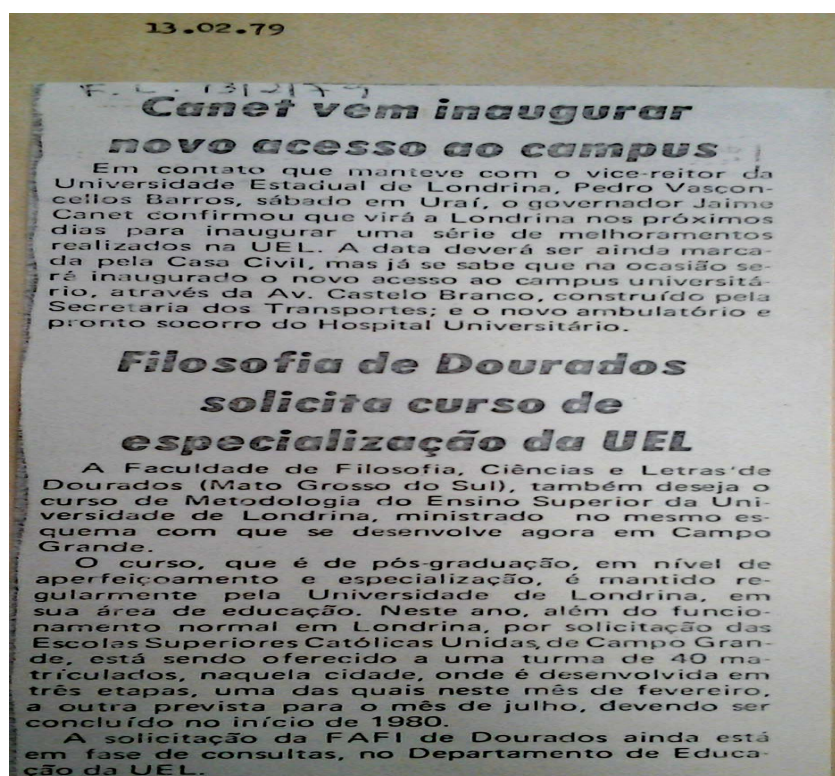 13.02.79
F. L. 13/2/79
Canet vem inaugurar
novo acesso ao campus
Em contato que manteve com o vice-reitor da
Universidade Estadual de Londrina, Pedro Vascon-
cellos Barros, sábado em Uraí, o governador Jaime
Canet confirmou que virá a Londrina nos próximos
dias para inaugurar uma série de melhoramentos
realizados na UEL. A data deverá ser ainda marca-
da pela Casa Civil, mas já se sabe que na ocasião se-
rá inaugurado o novo acesso ao campus universitá-
rio, através da Av. Castelo Branco, construído pela
Secretaria dos Transportes; e o novo ambulatório e
pronto socorro do Hospital Universitário.
Filosofia de Dourados
solicita curso de
especialização da UEL
A Faculdade de Filosofia, Ciências e Letras de
Dourados (Mato Grosso do Sul), também deseja o
curso de Metodologia do Ensino Superior da Uni-
versidade de Londrina, ministrado no mesmo es-
quema com que se desenvolve agora em Campo
Grande.
O curso, que é de pós-graduação, em nível de
aperfeiçoamento e especialização, é mantido re-
gularmente pela Universidade de Londrina, em
sua área de educação. Neste ano, além do funcio-
namento normal em Londrina, por solicitação das
Escolas Superiores Católicas Unidas, de Campo Gran-
de, está sendo oferecido a uma turma de 40 ma-
triculados, naquela cidade, onde é desenvolvida em
três etapas, uma das quais neste mês de fevereiro,
a outra prevista para o mês de julho, devendo ser
concluído no início de 1980.
A solicitação da FAFI de Dourados ainda está
em fase de consultas, no Departamento de Educa-
ção da UEL.